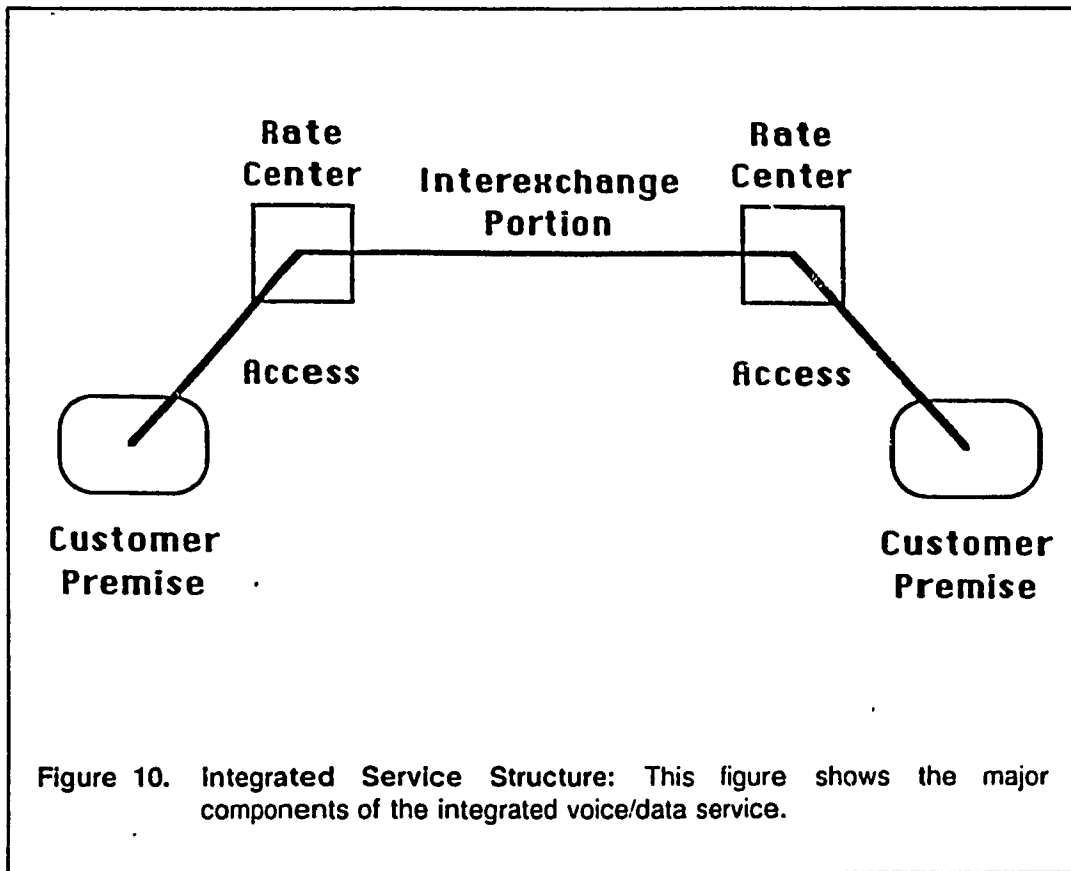 Rate
Center
Interexchange
Portion
Rate
Center
Access
Access
Customer
Premise
Customer
Premise
Figure 10. Integrated Service Structure: This figure shows the major
components of the integrated voice/data service.